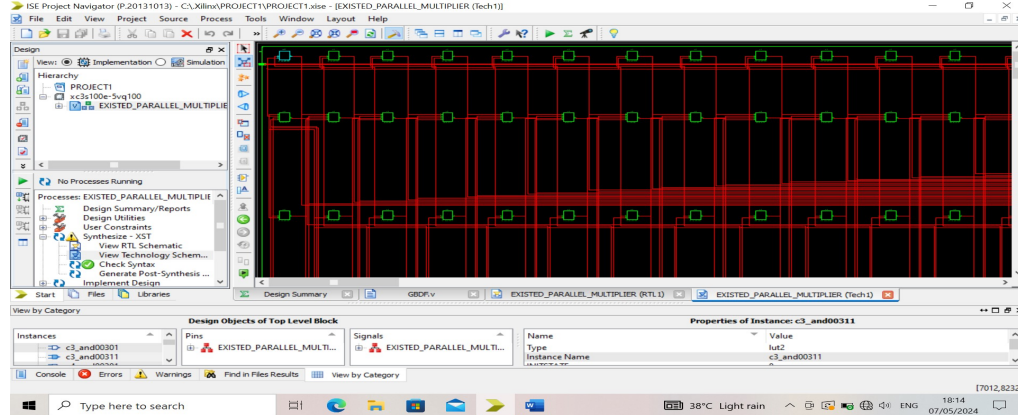 ISE Project Navigator (P.20131013) - C:\.Xilinx\PROJECT1\PROJECT1.xise - [EXISTED_PARALLEL_MULTIPLIER (Tech1)]
File Edit View Project Source Process Tools Window Layout Help
Design
View: Implementation Simulation
Hierarchy
PROJECT1
xc3s100e-5vq100
EXISTED_PARALLEL_MULTIPLIE
No Processes Running
Processes: EXISTED_PARALLEL_MULTIPLIE
Design Summary/Reports
Design Utilities
User Constraints
Synthesize - XST
View RTL Schematic
View Technology Schem...
Check Syntax
Generate Post-Synthesis ...
Implement Design
Start Files Libraries
Design Summary GBDF.v EXISTED_PARALLEL_MULTIPLIER (RTL1) EXISTED_PARALLEL_MULTIPLIER (Tech1)
View by Category
Design Objects of Top Level Block Properties of Instance: c3_and00311
Instances Pins Signals Name Value
c3_and00301 EXISTED_PARALLEL_MULTI... EXISTED_PARALLEL_MULTI... Type lut2
c3_and00311 Instance Name c3_and00311
Console Errors Warnings Find in Files Results View by Category
[7012,8232
Type here to search 38°C Light rain ENG 18:14
07/05/2024